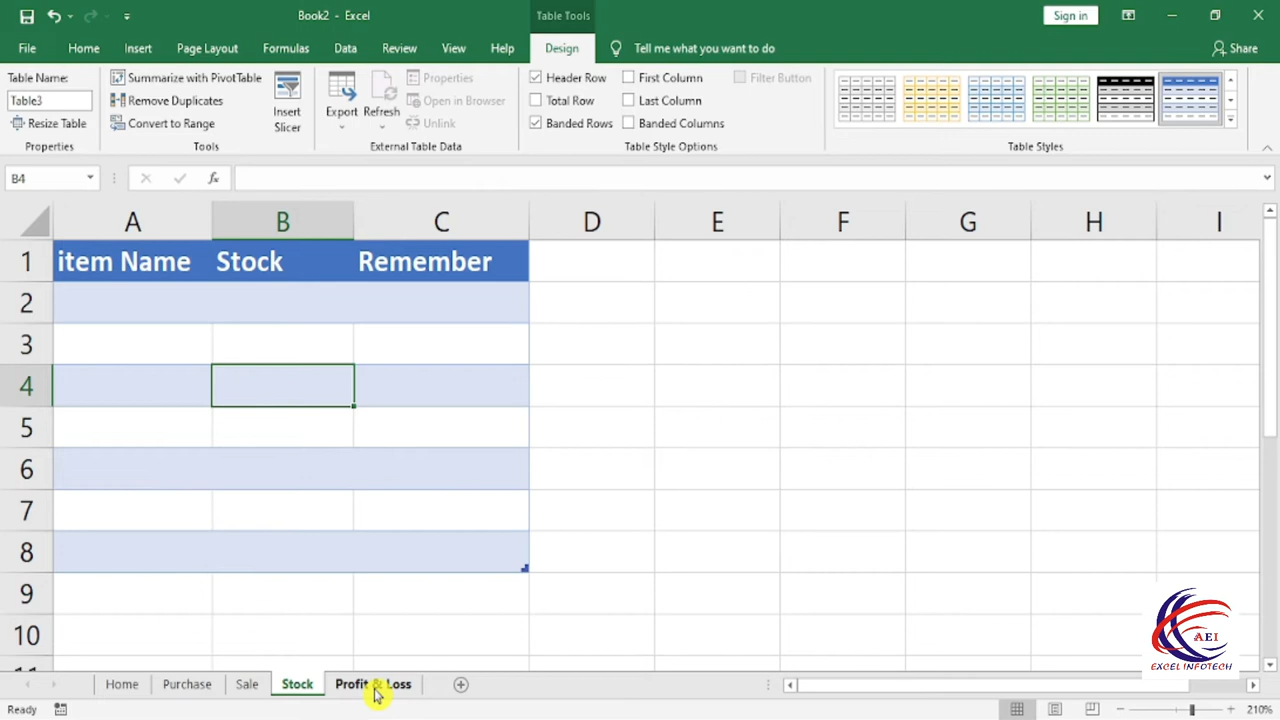 Book2 - Excel
Table Tools
Sign in
File Home Insert Page Layout Formulas Data Review View Help Design Tell me what you want to do Share
Table Name:
Table3
Resize Table
Properties
Summarize with PivotTable
Remove Duplicates
Convert to Range
Tools
Insert
Slicer
Export
Refresh
Properties
Open in Browser
Unlink
External Table Data
Header Row First Column Filter Button
Total Row Last Column
Banded Rows Banded Columns
Table Style Options
Table Styles
B4
fx
A B C D E F G H I
1 item Name Stock Remember
2
3
4
5
6
7
8
9
10
11
AEI
EXCEL INFOTECH
Home Purchase Sale Stock Profit & Loss
Ready 210%